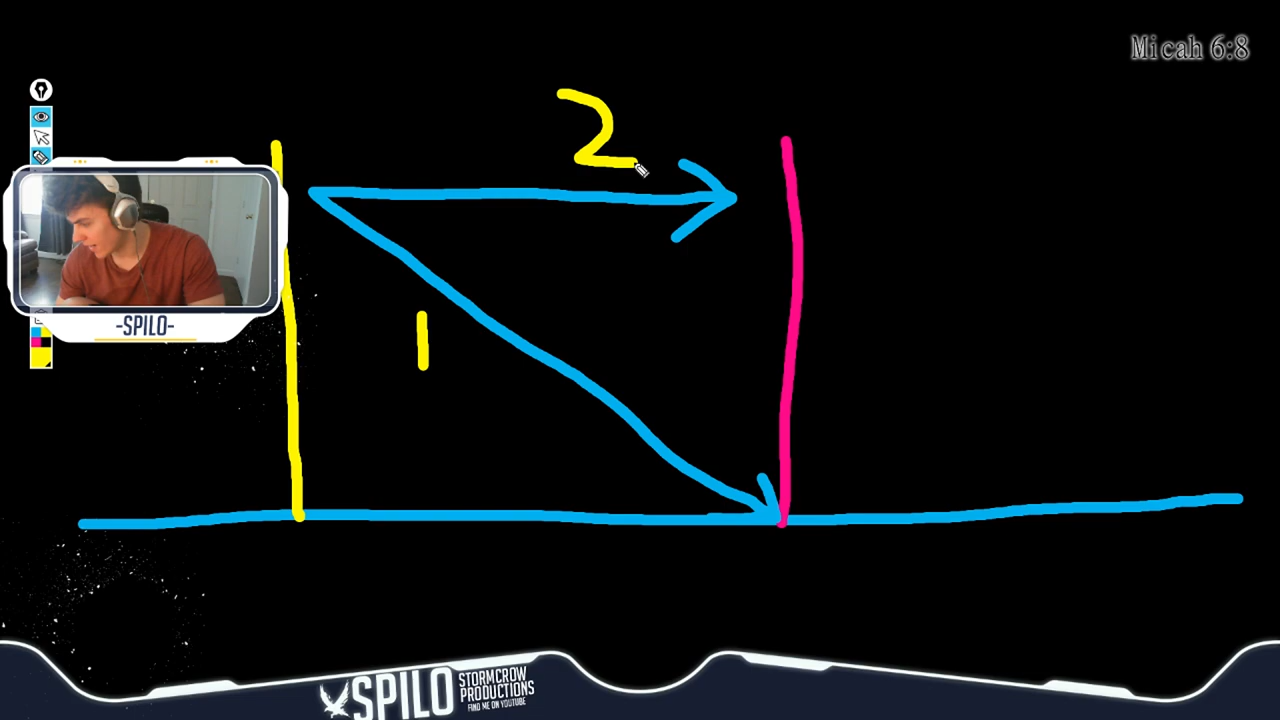 Micah 6:8
2
-SPILO-
1
SPILO
STORMCROW
PRODUCTIONS
FIND ME ON YOUTUBE